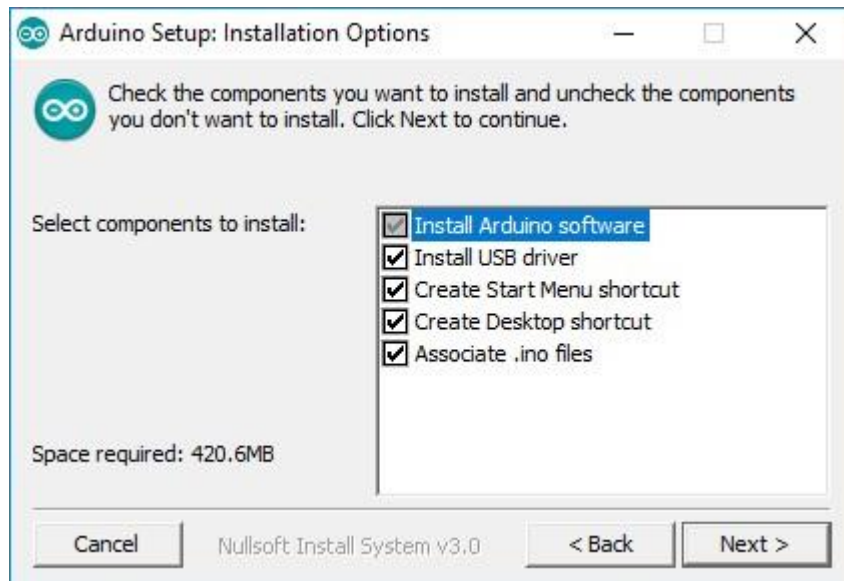 Arduino Setup: Installation Options
Check the components you want to install and uncheck the components
you don't want to install. Click Next to continue.
Select components to install:
Install Arduino software
Install USB driver
Create Start Menu shortcut
Create Desktop shortcut
Associate .ino files
Space required: 420.6MB
Cancel
Nullsoft Install System v3.0
< Back
Next >